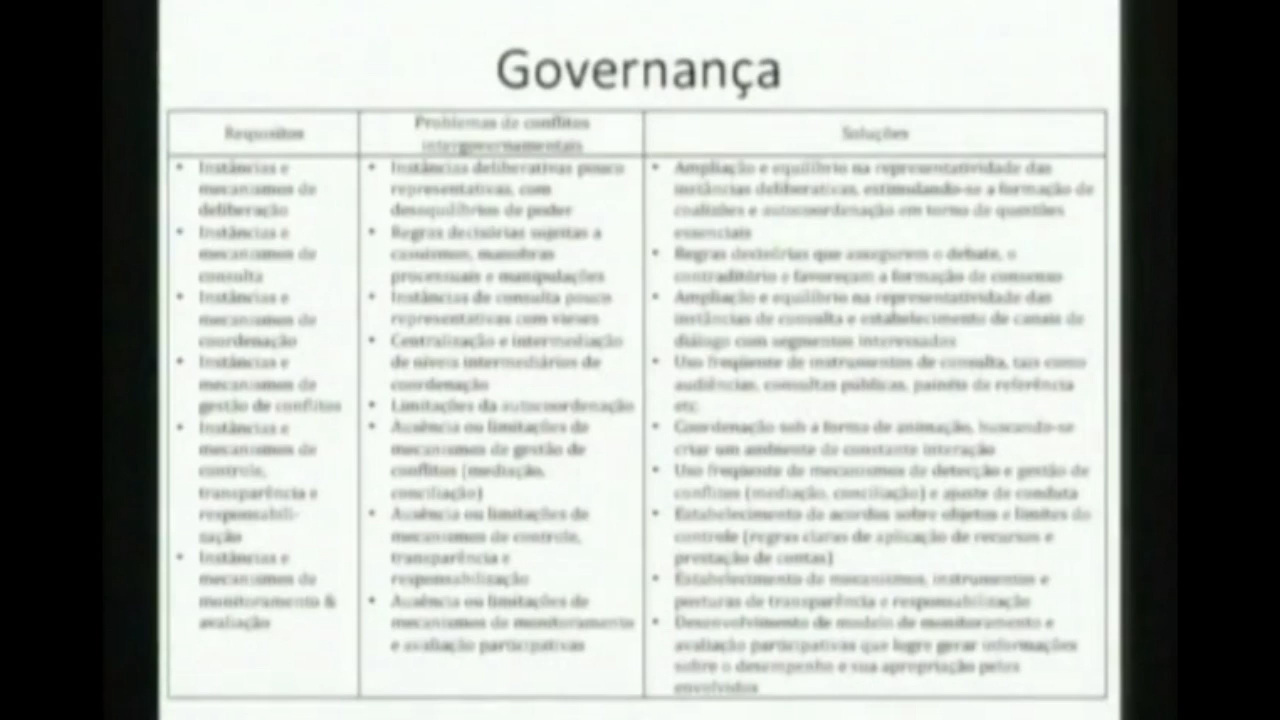 Governança
Requisitos
Problemas de conflitos
intergovernamentais
Soluções
• Instâncias e
mecanismos de
deliberação
• Instâncias e
mecanismos de
consulta
• Instâncias e
mecanismos de
coordenação
• Instâncias e
mecanismos de
gestão de conflitos
• Instâncias e
mecanismos de
controle,
transparência e
responsabili-
zação
• Instâncias e
mecanismos de
monitoramento &
avaliação
• Instâncias deliberativas pouco
representativas, com
desequilíbrios de poder
• Regras decisórias sujeitas a
casuísmos, manobras
processuais e manipulações
• Instâncias de consulta pouco
representativas com vieses
• Centralização e intermediação
de níveis intermediários de
coordenação
• Limitações da autocoordenação
• Ausência ou limitações de
mecanismos de gestão de
conflitos (mediação,
conciliação)
• Ausência ou limitações de
mecanismos de controle,
transparência e
responsabilização
• Ausência ou limitações de
mecanismos de monitoramento
e avaliação participativas
• Ampliação e equilíbrio na representatividade das
instâncias deliberativas, estimulando-se a formação de
coalizões e autocoordenação em torno de questões
essenciais
• Regras decisórias que assegurem o debate, o
contraditório e favoreçam a formação de consenso
• Ampliação e equilíbrio na representatividade das
instâncias de consulta e estabelecimento de canais de
diálogo com segmentos interessados
• Uso freqüente de instrumentos de consulta, tais como
audiências, consultas públicas, painéis de referência
etc.
• Coordenação sob a forma de animação, buscando-se
criar um ambiente de constante interação
• Uso freqüente de mecanismos de detecção e gestão de
conflitos (mediação, conciliação) e ajuste de conduta
• Estabelecimento de acordos sobre objetos e limites do
controle (regras claras de aplicação de recursos e
prestação de contas)
• Estabelecimento de mecanismos, instrumentos e
posturas de transparência e responsabilização
• Desenvolvimento de modelo de monitoramento e
avaliação participativas que logre gerar informações
sobre o desempenho e sua apropriação pelos
envolvidos